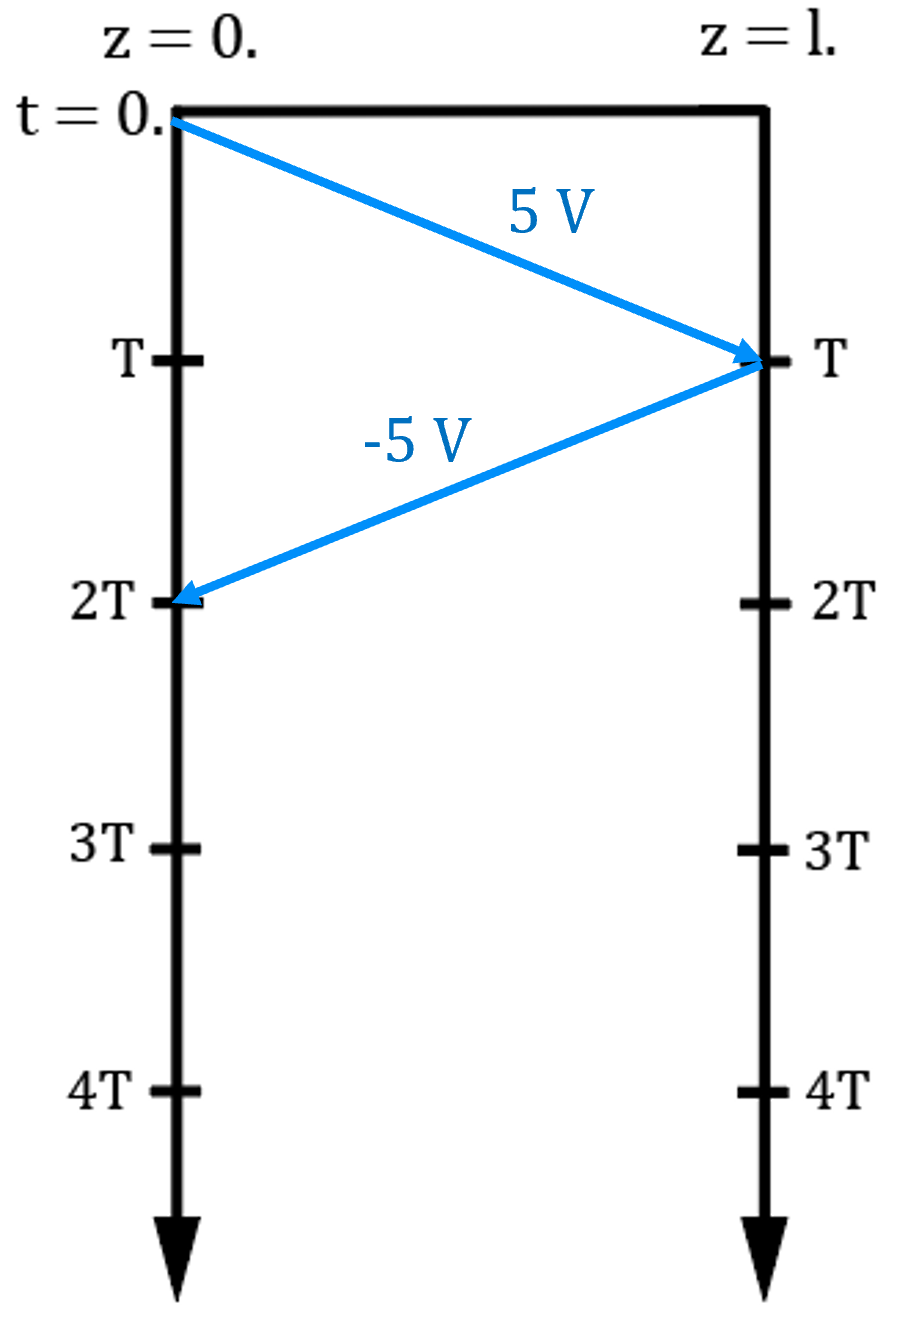 z = 0. z = l.
t = 0.
5 V
T T
-5 V
2T 2T
3T 3T
4T 4T